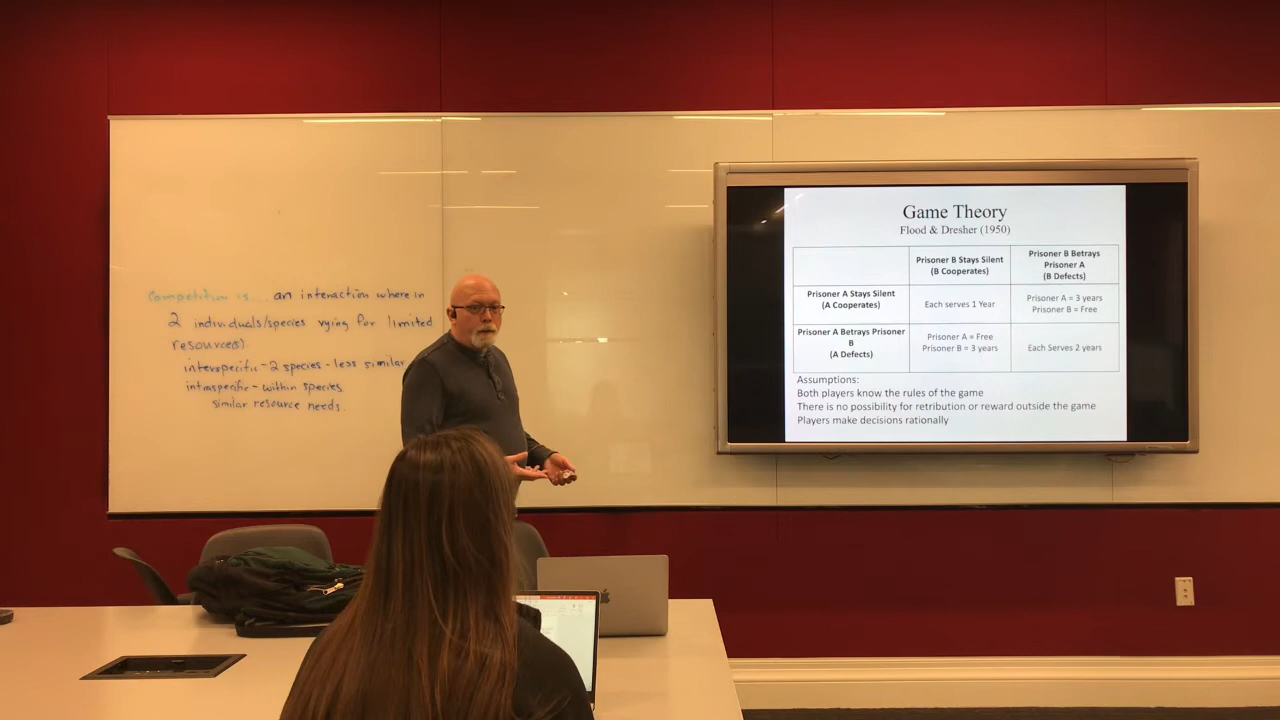 Competition is... an interaction where in
2 individuals/species vying for limited
resource(s).
interspecific - 2 species - less similar
intraspecific - within species
similar resource needs.
Game Theory
Flood & Dresher (1950)
Prisoner B Stays Silent
(B Cooperates)
Prisoner B Betrays
Prisoner A
(B Defects)
Prisoner A Stays Silent
(A Cooperates)
Each serves 1 Year
Prisoner A = 3 years
Prisoner B = Free
Prisoner A Betrays Prisoner
B
(A Defects)
Prisoner A = Free
Prisoner B = 3 years
Each Serves 2 years
Assumptions:
Both players know the rules of the game
There is no possibility for retribution or reward outside the game
Players make decisions rationally